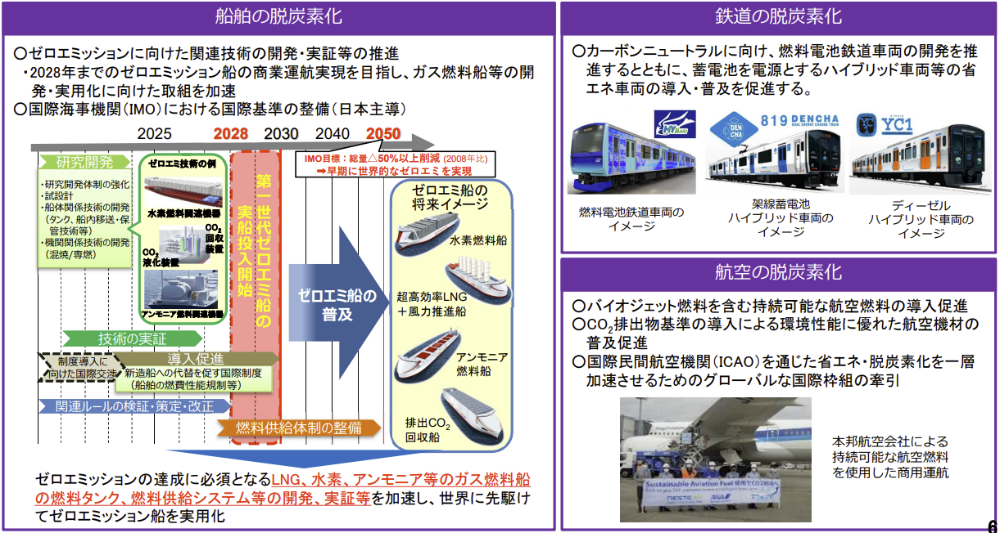 船舶の脱炭素化
〇ゼロエミッションに向けた関連技術の開発・実証等の推進
・2028年までのゼロエミッション船の商業運航実現を目指し、ガス燃料船等の開
発・実用化に向けた取組を加速
〇国際海事機関(IMO)における国際基準の整備(日本主導)
2025 2028 2030 2040 2050
IMO目標：総量△50%以上削減 (2008年比)
➡早期に世界的なゼロエミを実現
研究開発
・研究開発体制の強化
・試設計
・船体関係技術の開発
(タンク、船内移送・保
管技術等)
・機関関係技術の開発
(混焼/専燃)
ゼロエミ技術の例
水素燃料関連機器
CO2
回収
装置
CO2
液化装置
アンモニア燃料関連機器
第一世代ゼロエミ船の
実船投入開始
ゼロエミ船の
普及
ゼロエミ船の
将来イメージ
水素燃料船
超高効率LNG
＋風力推進船
アンモニア
燃料船
排出CO2
回収船
技術の実証
制度導入に
向けた国際交渉
導入促進
新造船への代替を促す国際制度
(船舶の燃費性能規制等)
関連ルールの検証・策定・改正
燃料供給体制の整備
ゼロエミッションの達成に必須となるLNG、水素、アンモニア等のガス燃料船
の燃料タンク、燃料供給システム等の開発、実証等を加速し、世界に先駆け
てゼロエミッション船を実用化
鉄道の脱炭素化
〇カーボンニュートラルに向け、燃料電池鉄道車両の開発を推
進するとともに、蓄電池を電源とするハイブリッド車両等の省
エネ車両の導入・普及を促進する。
HYBARI
DEN
CHA
819 DENCHA
DUAL ENERGY CHARGE TRAIN
YC1
燃料電池鉄道車両の
イメージ
架線蓄電池
ハイブリッド車両の
イメージ
ディーゼル
ハイブリッド車両の
イメージ
航空の脱炭素化
〇バイオジェット燃料を含む持続可能な航空燃料の導入促進
〇CO2排出物基準の導入による環境性能に優れた航空機材の
普及促進
〇国際民間航空機関(ICAO)を通じた省エネ・脱炭素化を一層
加速させるためのグローバルな国際枠組の牽引
Sustainable Aviation Fuel 使用でCO2削減へ
NESTE ANA
本邦航空会社による
持続可能な航空燃料
を使用した商用運航
6